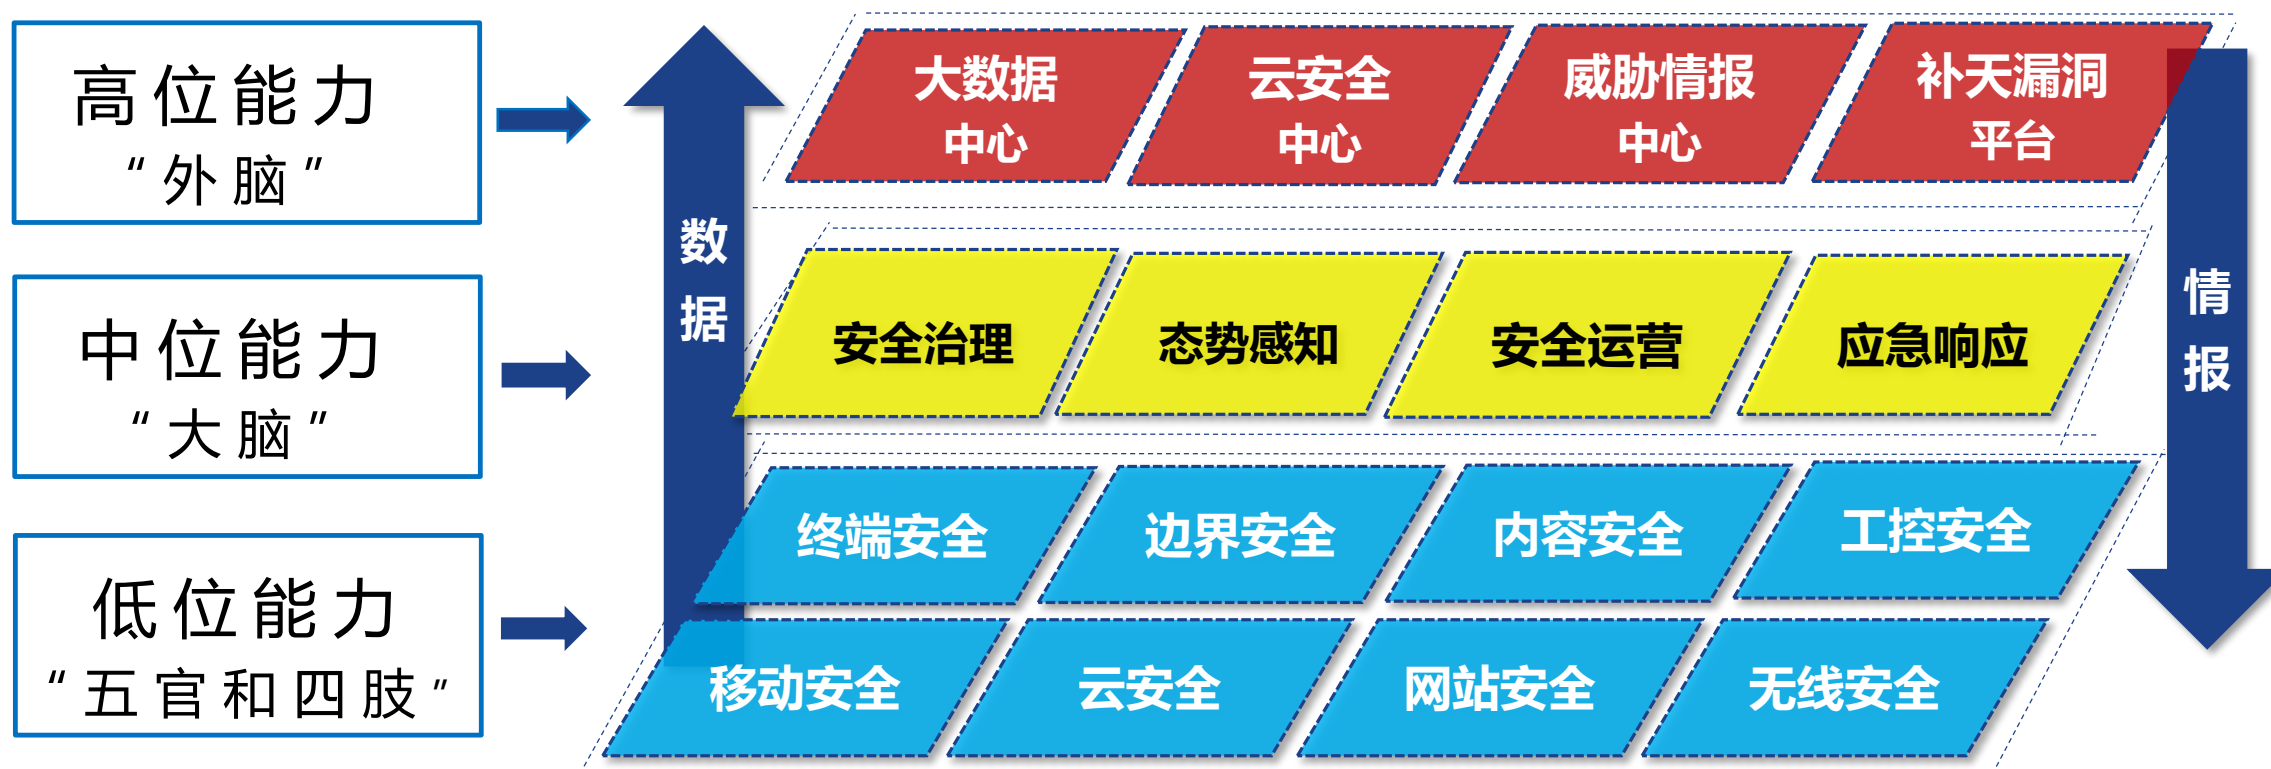 高位能力
“外脑”
大数据
中心
云安全
中心
威胁情报
中心
补天漏洞
平台
数
据
情
报
中位能力
“大脑”
安全治理
态势感知
安全运营
应急响应
低位能力
“五官和四肢”
终端安全
边界安全
内容安全
工控安全
移动安全
云安全
网站安全
无线安全